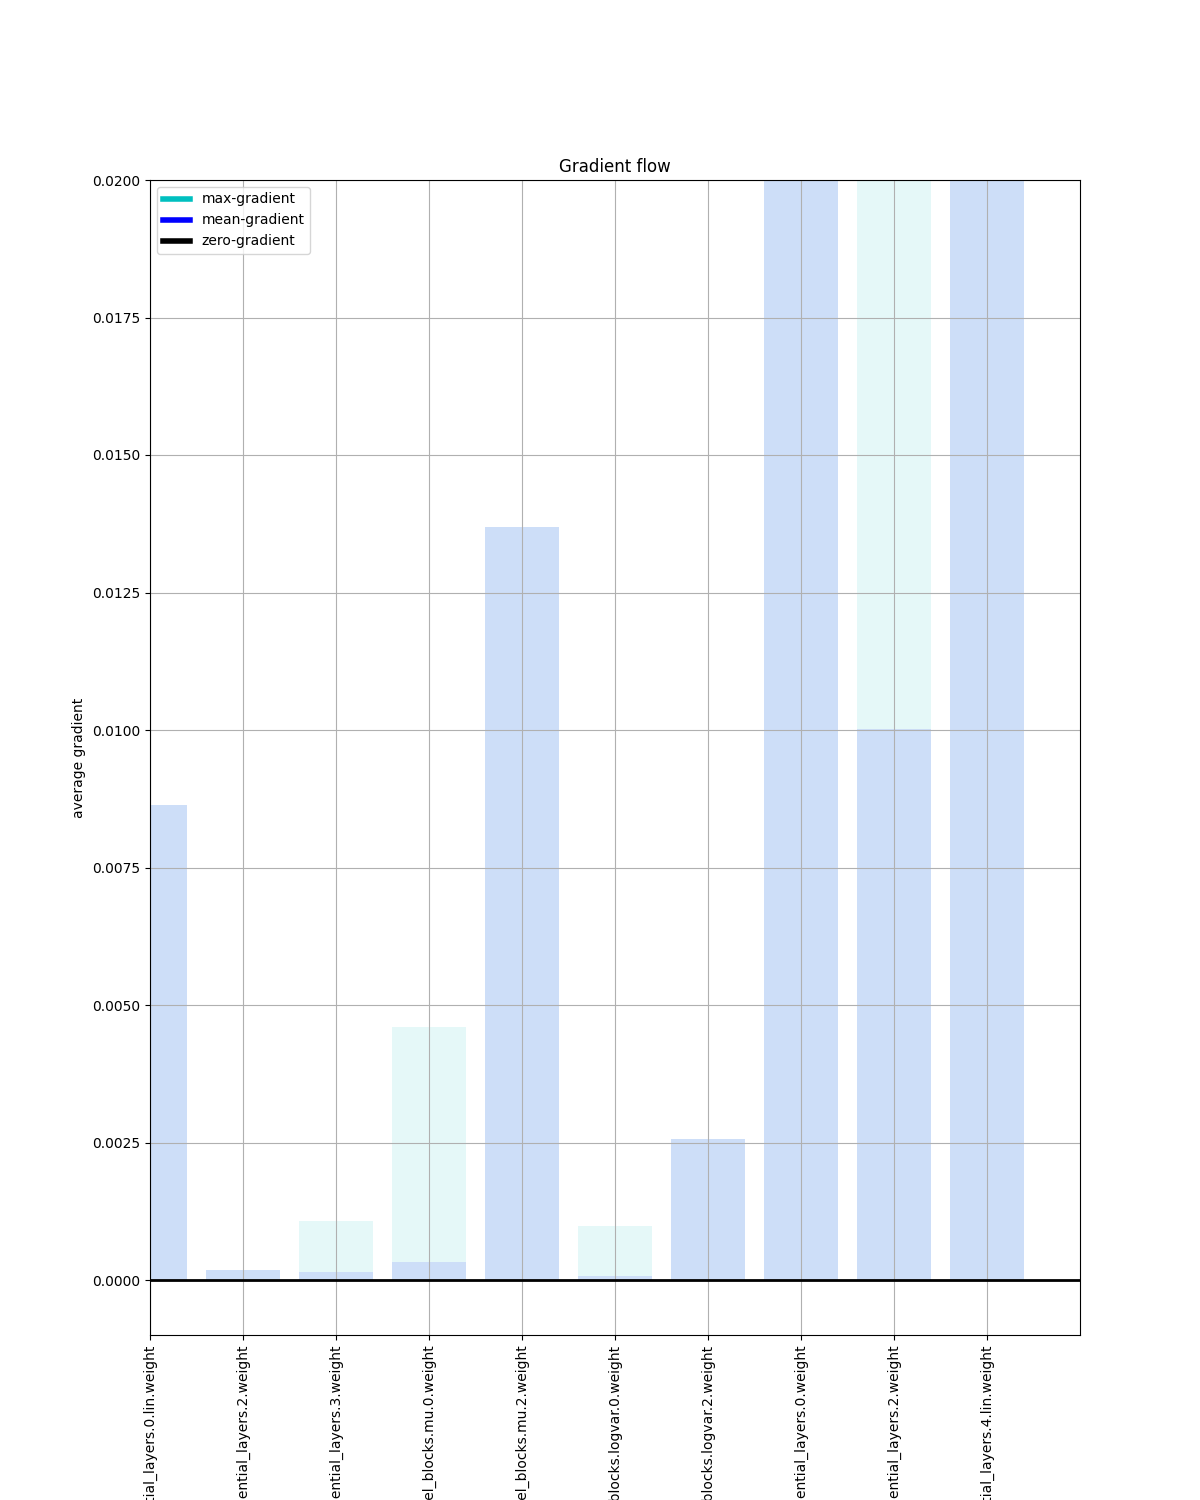 Gradient flow
max-gradient
mean-gradient
zero-gradient
average gradient
0.0200
0.0175
0.0150
0.0125
0.0100
0.0075
0.0050
0.0025
0.0000
tial_layers.0.lin.weight
ential_layers.2.weight
ential_layers.3.weight
el_blocks.mu.0.weight
el_blocks.mu.2.weight
blocks.logvar.0.weight
blocks.logvar.2.weight
ential_layers.0.weight
ential_layers.2.weight
tial_layers.4.lin.weight